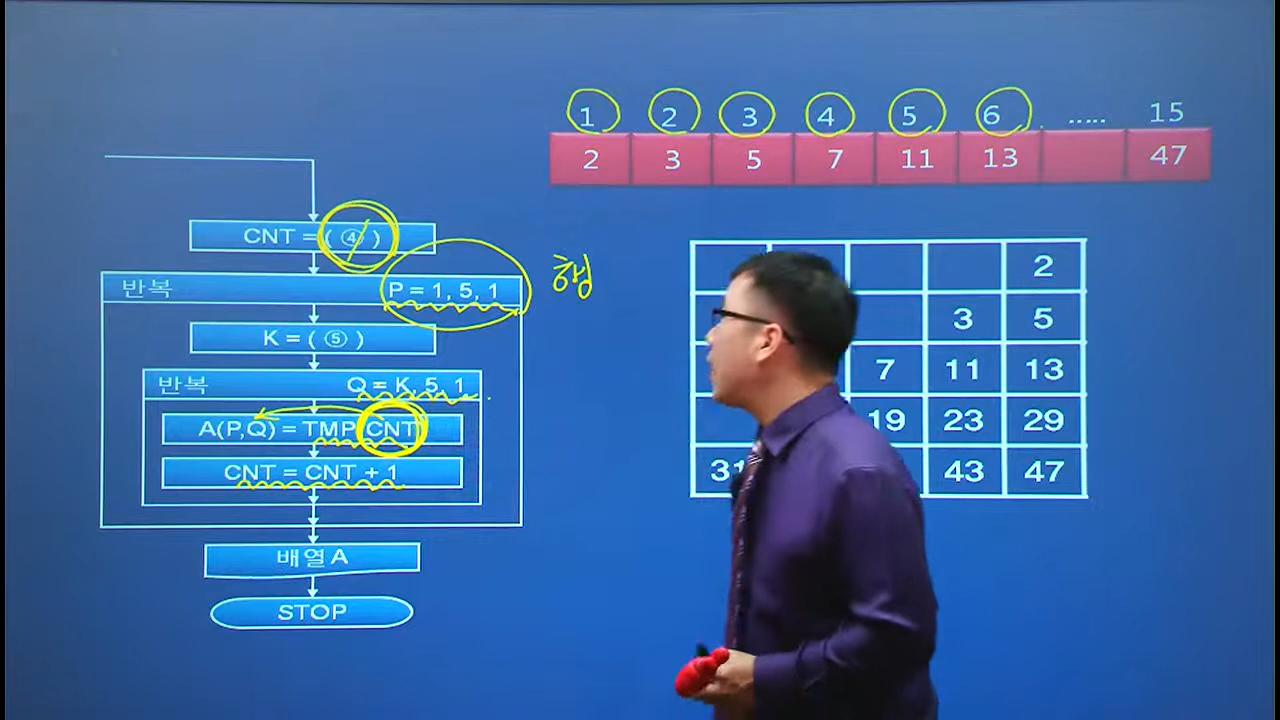 1 2 3 4 5 6 ..... 15
2 3 5 7 11 13 47
CNT = ( ④ )
반복 P = 1, 5, 1
행
K = ( ⑤ )
반복 Q = K, 5, 1
A(P,Q) = TMP(CNT)
CNT = CNT + 1
배열 A
STOP
2
3 5
7 11 13
19 23 29
31 43 47